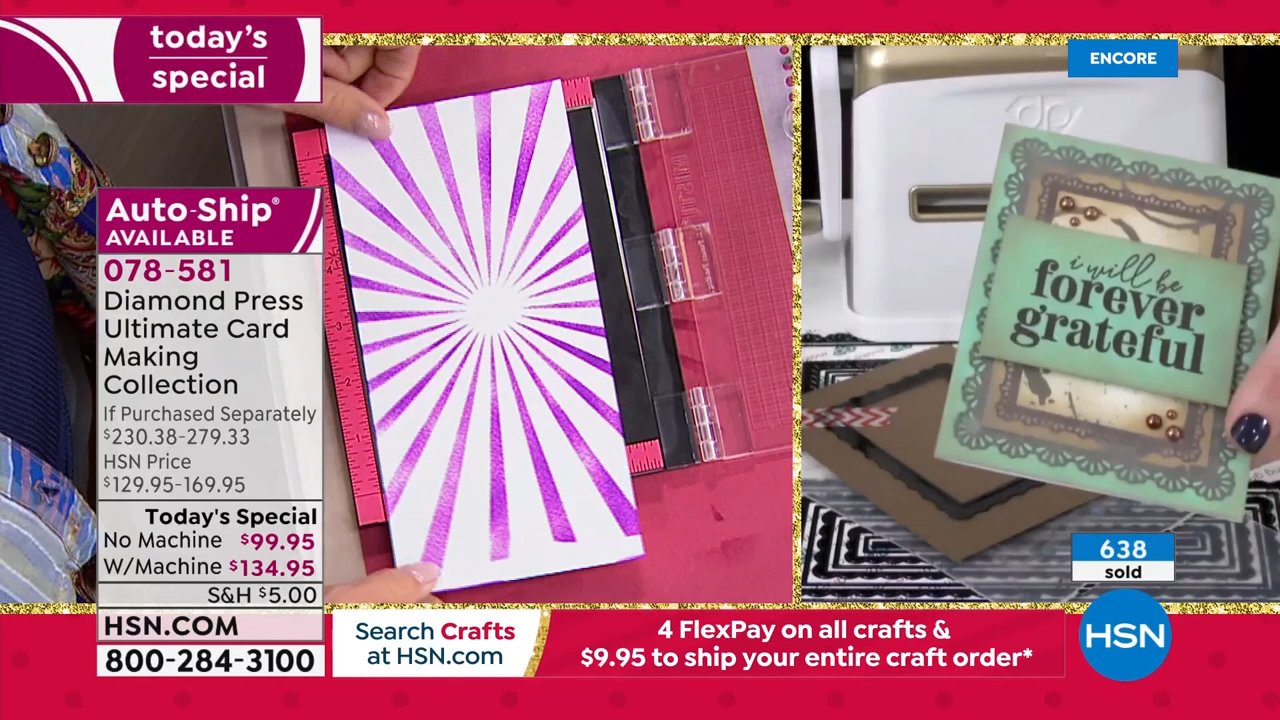 today's
special
ENCORE
Auto-Ship®
AVAILABLE
078-581
Diamond Press
Ultimate Card
Making
Collection
If Purchased Separately
$230.38-279.33
HSN Price
$129.95-169.95
Today's Special
No Machine $99.95
W/Machine $134.95
S&H $5.00
HSN.COM
800-284-3100
i will be
forever
grateful
638
sold
Search Crafts
at HSN.com
4 FlexPay on all crafts &
$9.95 to ship your entire craft order*
HSN
dp